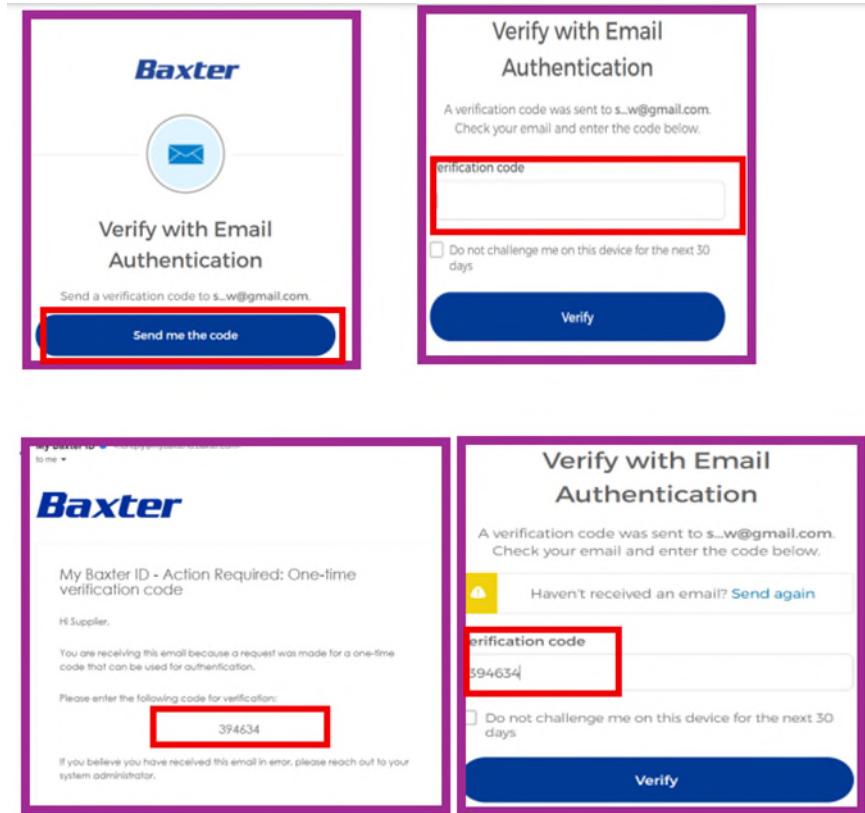 Baxter
Verify with Email
Authentication
Send a verification code to s...w@gmail.com.
Send me the code
Verify with Email
Authentication
A verification code was sent to s...w@gmail.com.
Check your email and enter the code below.
erification code
Do not challenge me on this device for the next 30
days
Verify
My Baxter ID
to me
Baxter
My Baxter ID - Action Required: One-time
verification code
Hi Supplier,
You are receiving this email because a request was made for a one-time
code that can be used for authentication.
Please enter the following code for verification:
394634
If you believe you have received this email in error, please reach out to your
system administrator.
Verify with Email
Authentication
A verification code was sent to s...w@gmail.com.
Check your email and enter the code below.
Haven't received an email? Send again
erification code
394634
Do not challenge me on this device for the next 30
days
Verify